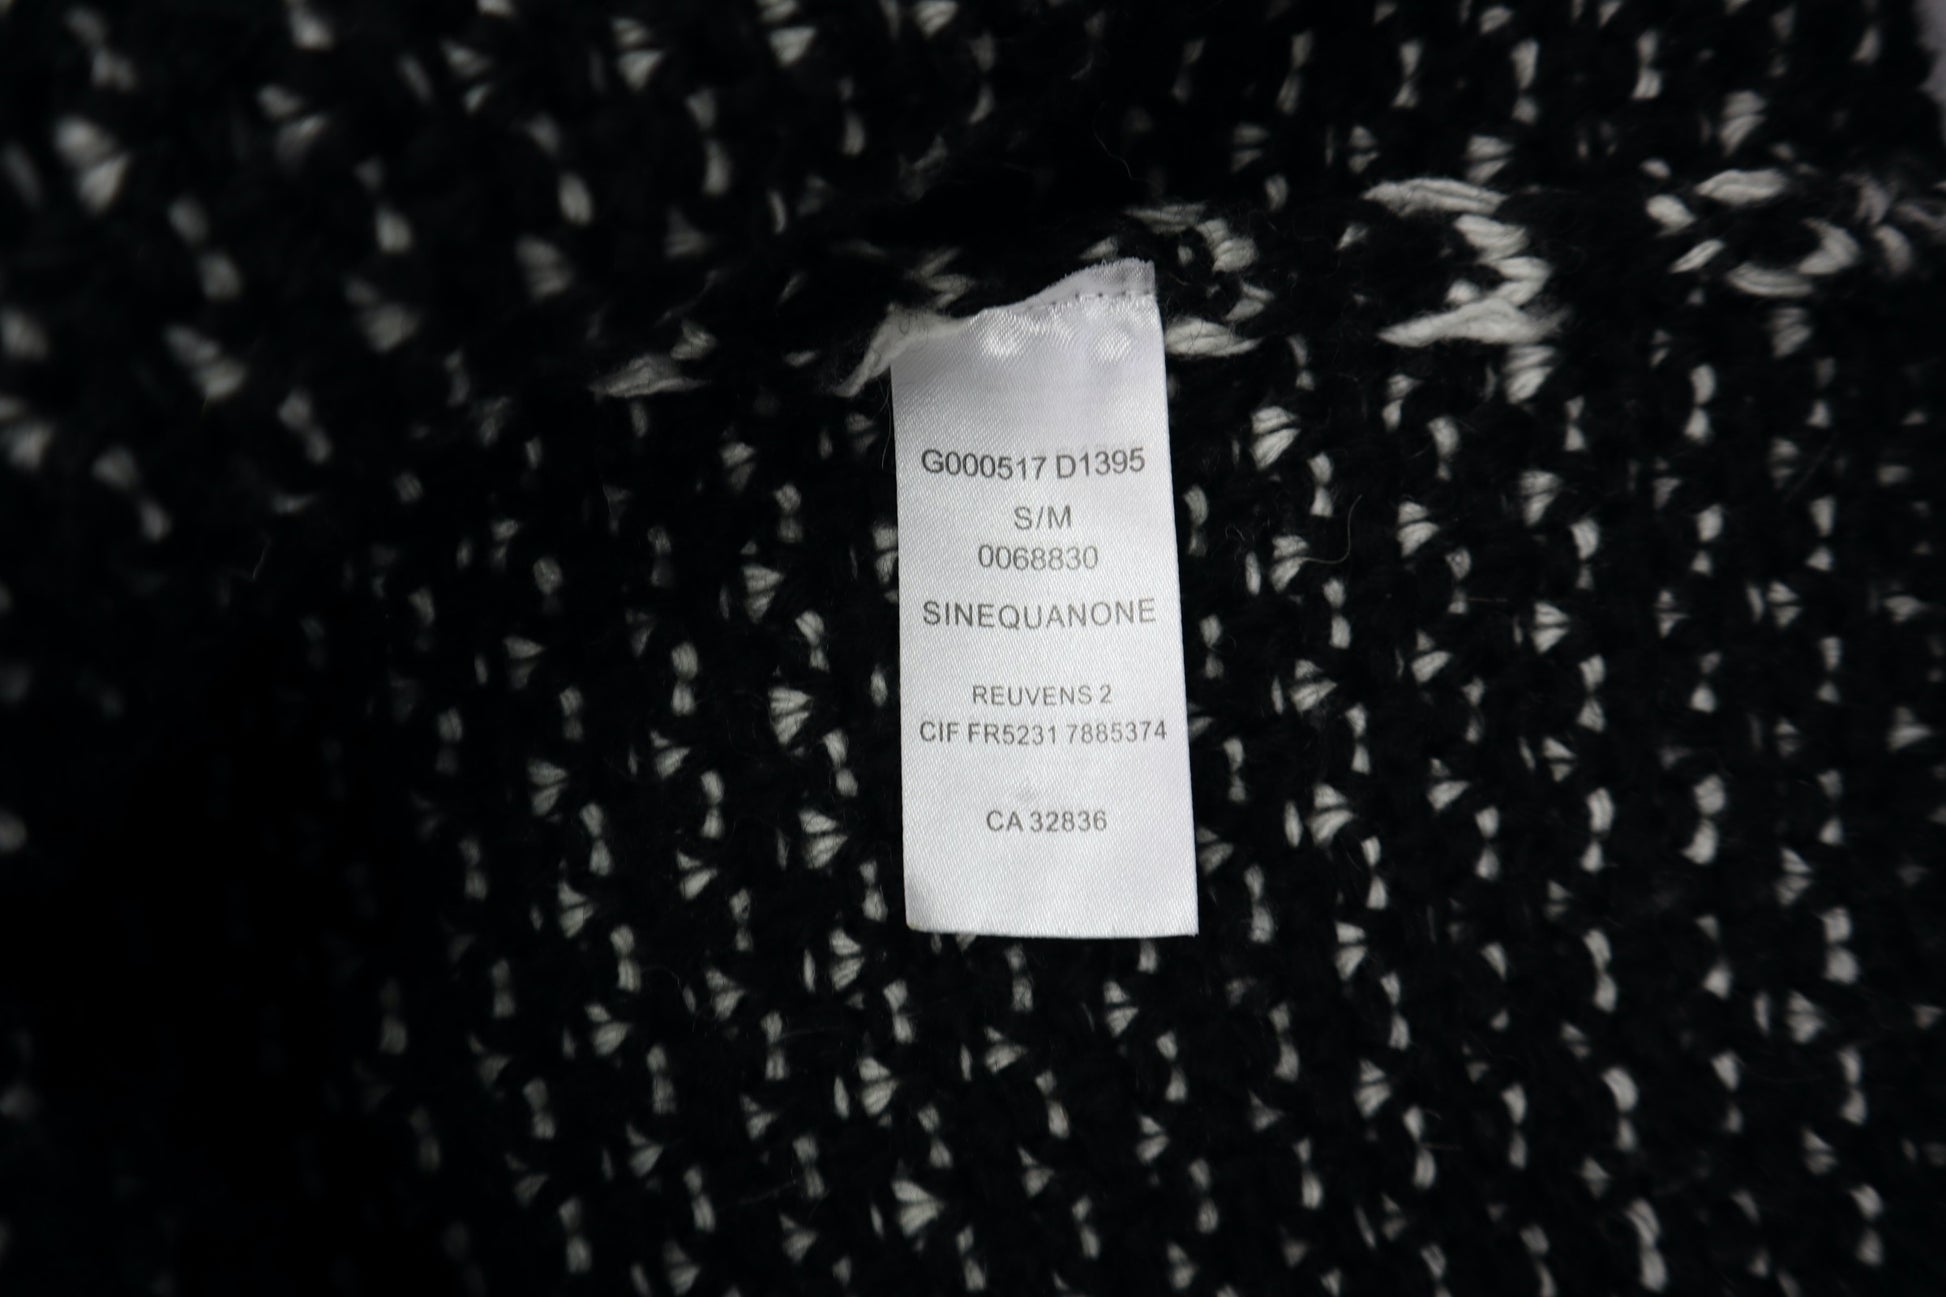 G000517 D1395
S/M
0068830
SINEQUANONE
REUVENS 2
CIF FR5231 7885374
CA 32836